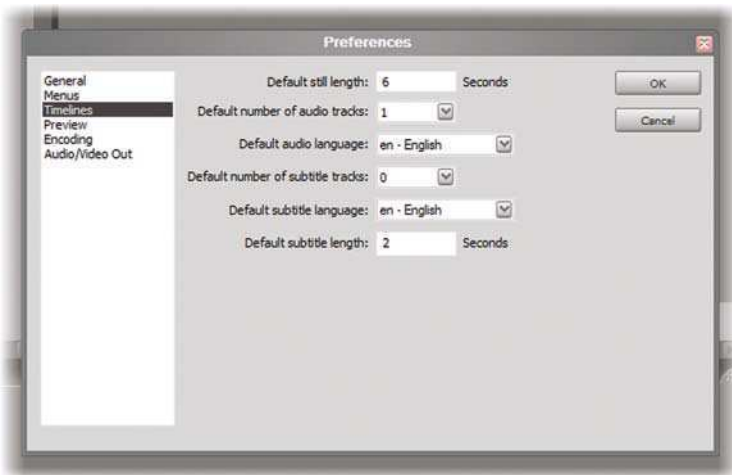 Preferences
General
Menus
Timelines
Preview
Encoding
Audio/Video Out
Default still length: 6 Seconds
Default number of audio tracks: 1
Default audio language: en - English
Default number of subtitle tracks: 0
Default subtitle language: en - English
Default subtitle length: 2 Seconds
OK
Cancel